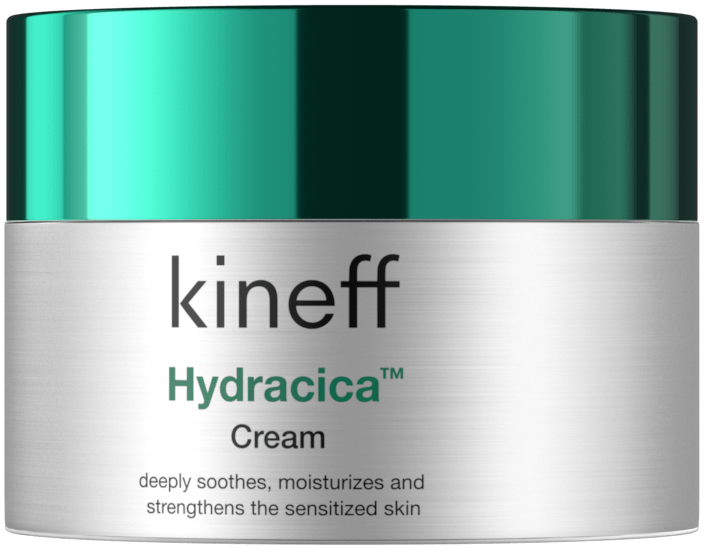 kineff
Hydracica™
Cream
deeply soothes, moisturizes and
strengthens the sensitized skin